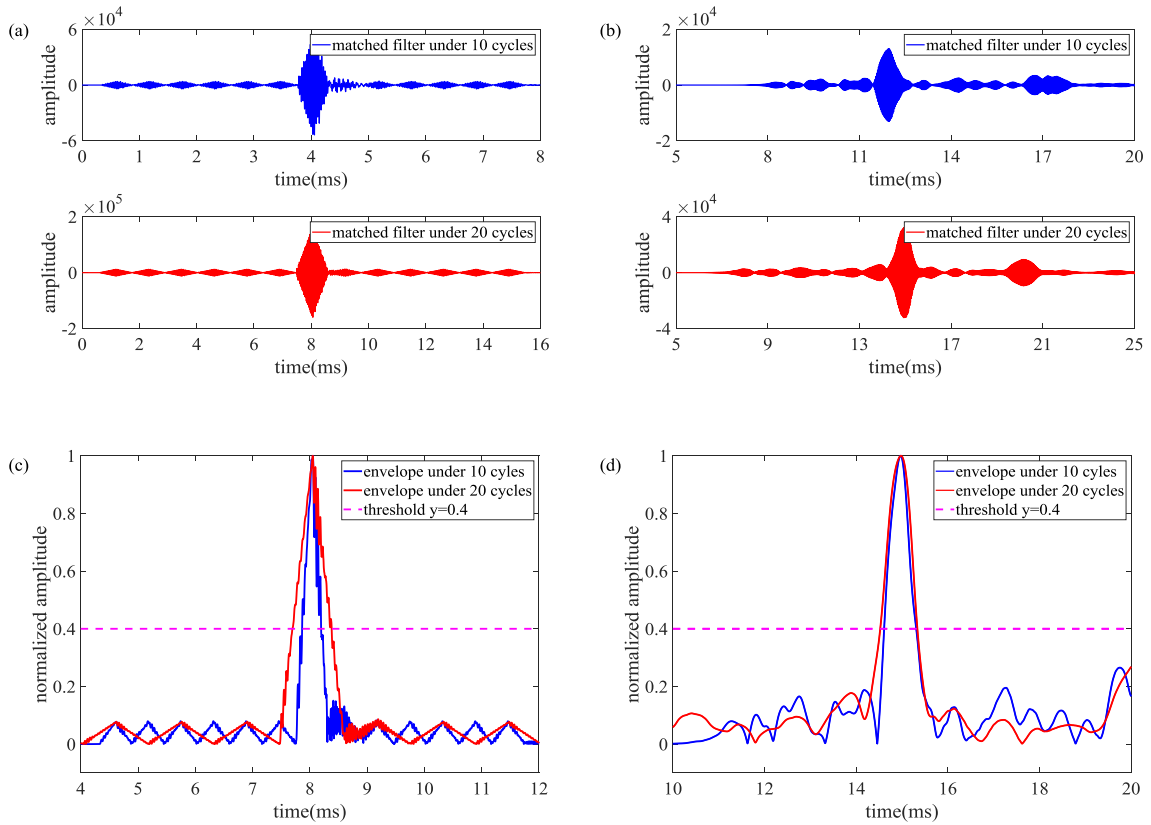 (a)
×10^4
6
0
-6
amplitude
matched filter under 10 cycles
0 1 2 3 4 5 6 7 8
time(ms)
(b)
×10^4
2
0
-2
amplitude
matched filter under 10 cycles
5 8 11 14 17 20
time(ms)
×10^5
2
0
-2
amplitude
matched filter under 20 cycles
0 2 4 6 8 10 12 14 16
time(ms)
×10^4
4
0
-4
amplitude
matched filter under 20 cycles
5 9 13 17 21 25
time(ms)
(c)
1
0.8
0.6
0.4
0.2
0
normalized amplitude
envelope under 10 cyles
envelope under 20 cycles
threshold y=0.4
4 5 6 7 8 9 10 11 12
time(ms)
(d)
1
0.8
0.6
0.4
0.2
0
normalized amplitude
envelope under 10 cyles
envelope under 20 cycles
threshold y=0.4
10 12 14 16 18 20
time(ms)